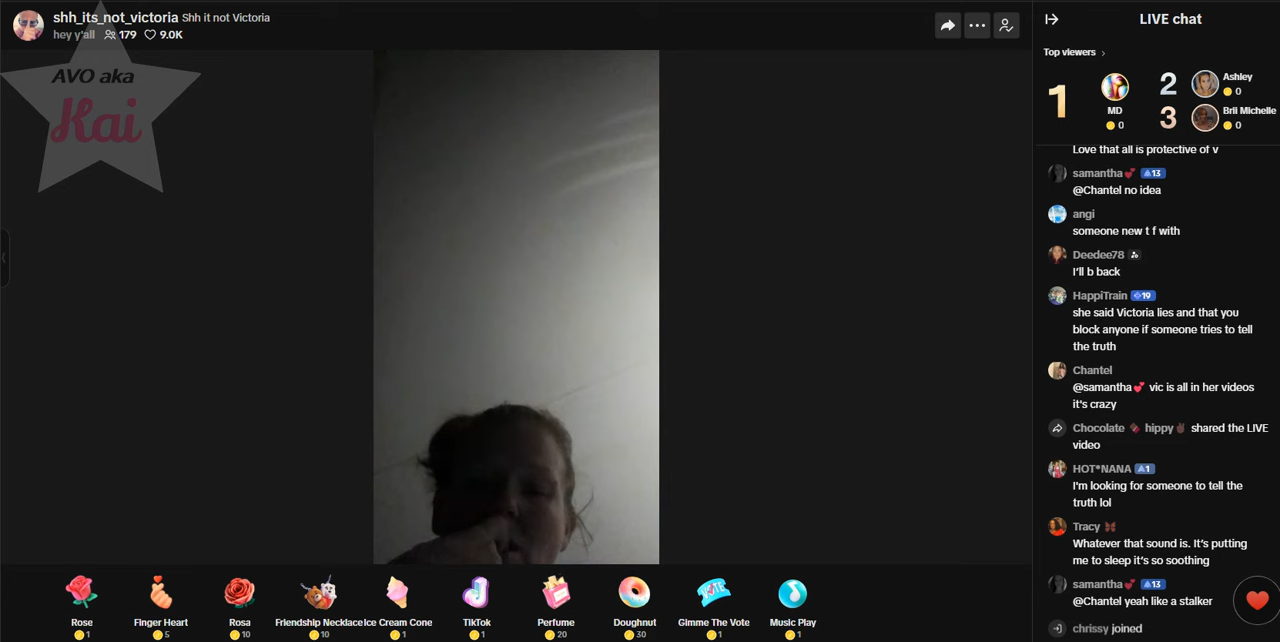 shh_its_not_victoria Shh it not Victoria
hey y'all 179 9.0K
AVO aka
Kai
LIVE chat
Top viewers
1 MD 0
2 Ashley 0
3 Bril Michelle 0
Love that all is protective of v
samantha 13
@Chantel no idea
angi
someone new t f with
Deedee78
I'll b back
HappiTrain 19
she said Victoria lies and that you
block anyone if someone tries to tell
the truth
Chantel
@samantha💕 vic is all in her videos
it's crazy
Chocolate hippy shared the LIVE
video
HOT*NANA 1
I'm looking for someone to tell the
truth lol
Tracy
Whatever that sound is. It's putting
me to sleep it's so soothing
samantha 13
@Chantel yeah like a stalker
chrissy joined
Rose Finger Heart Rosa Friendship Necklace Ice Cream Cone TikTok Perfume Doughnut Gimme The Vote Music Play
1 5 10 10 1 1 20 30 1 1
VOTE